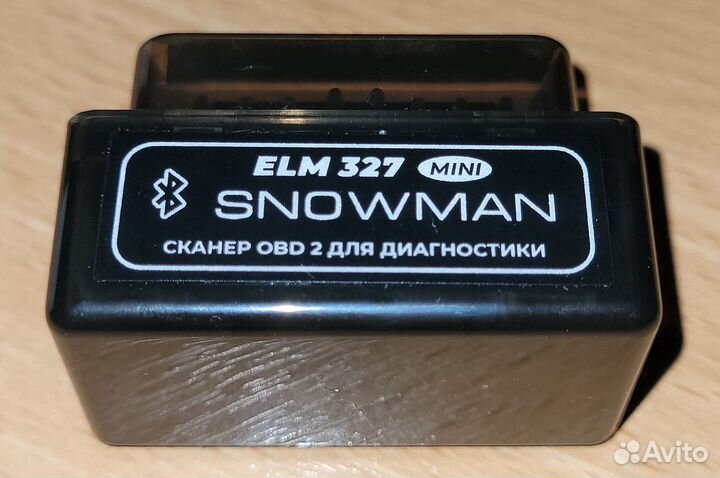 ELM 327 MINI
SNOWMAN
СКАНЕР OBD 2 ДЛЯ ДИАГНОСТИКИ
Avito